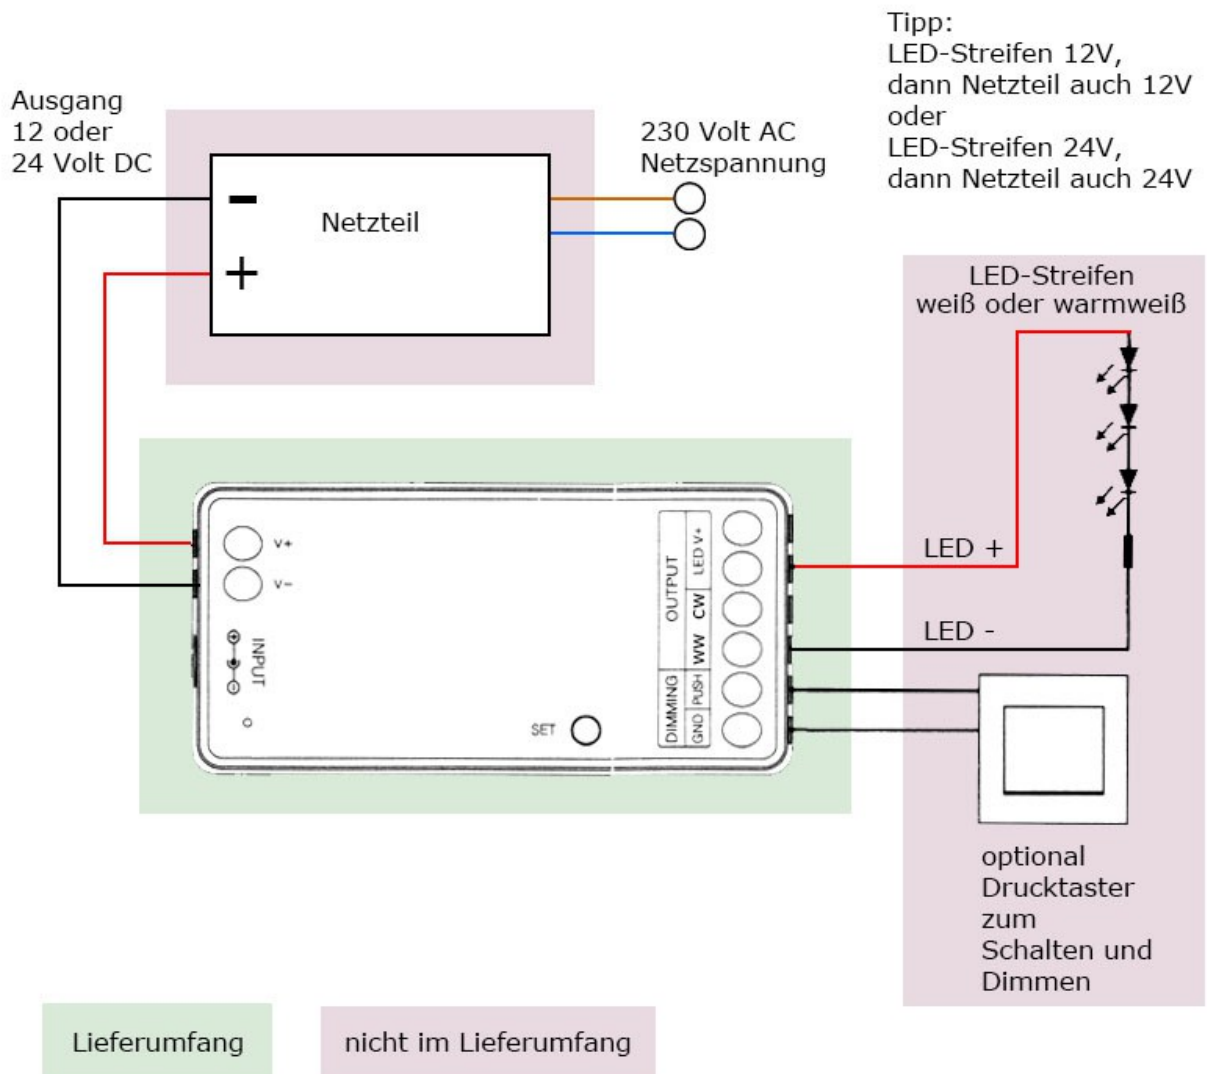 Tipp:
LED-Streifen 12V,
dann Netzteil auch 12V
oder
LED-Streifen 24V,
dann Netzteil auch 24V
Ausgang
12 oder
24 Volt DC
230 Volt AC
Netzspannung
Netzteil
LED-Streifen
weiß oder warmweiß
V+
V-
INPUT
SET
OUTPUT
LED V+
CW
WW
DIMMING
PUSH
GND
LED +
LED -
optional
Drucktaster
zum
Schalten und
Dimmen
Lieferumfang
nicht im Lieferumfang